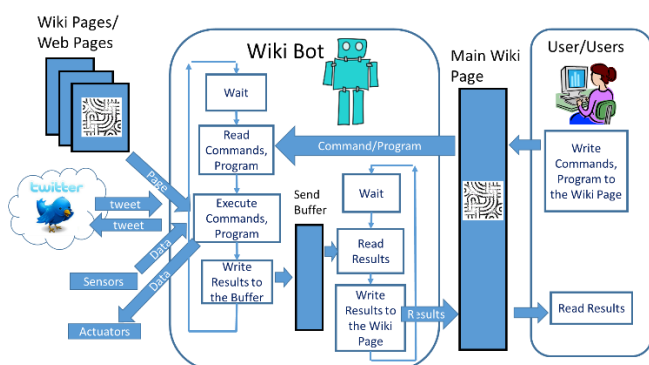 Wiki Pages/
Web Pages
Wiki Bot
Main Wiki
Page
User/Users
Wait
Read
Commands,
Program
Command/Program
Write
Commands,
Program to
the Wiki Page
Page
twitter
tweet
tweet
Execute
Commands,
Program
Send
Buffer
Wait
Read
Results
Data
Data
Sensors
Actuators
Write
Results to
the Buffer
Write
Results to
the Wiki
Page
Results
Read Results